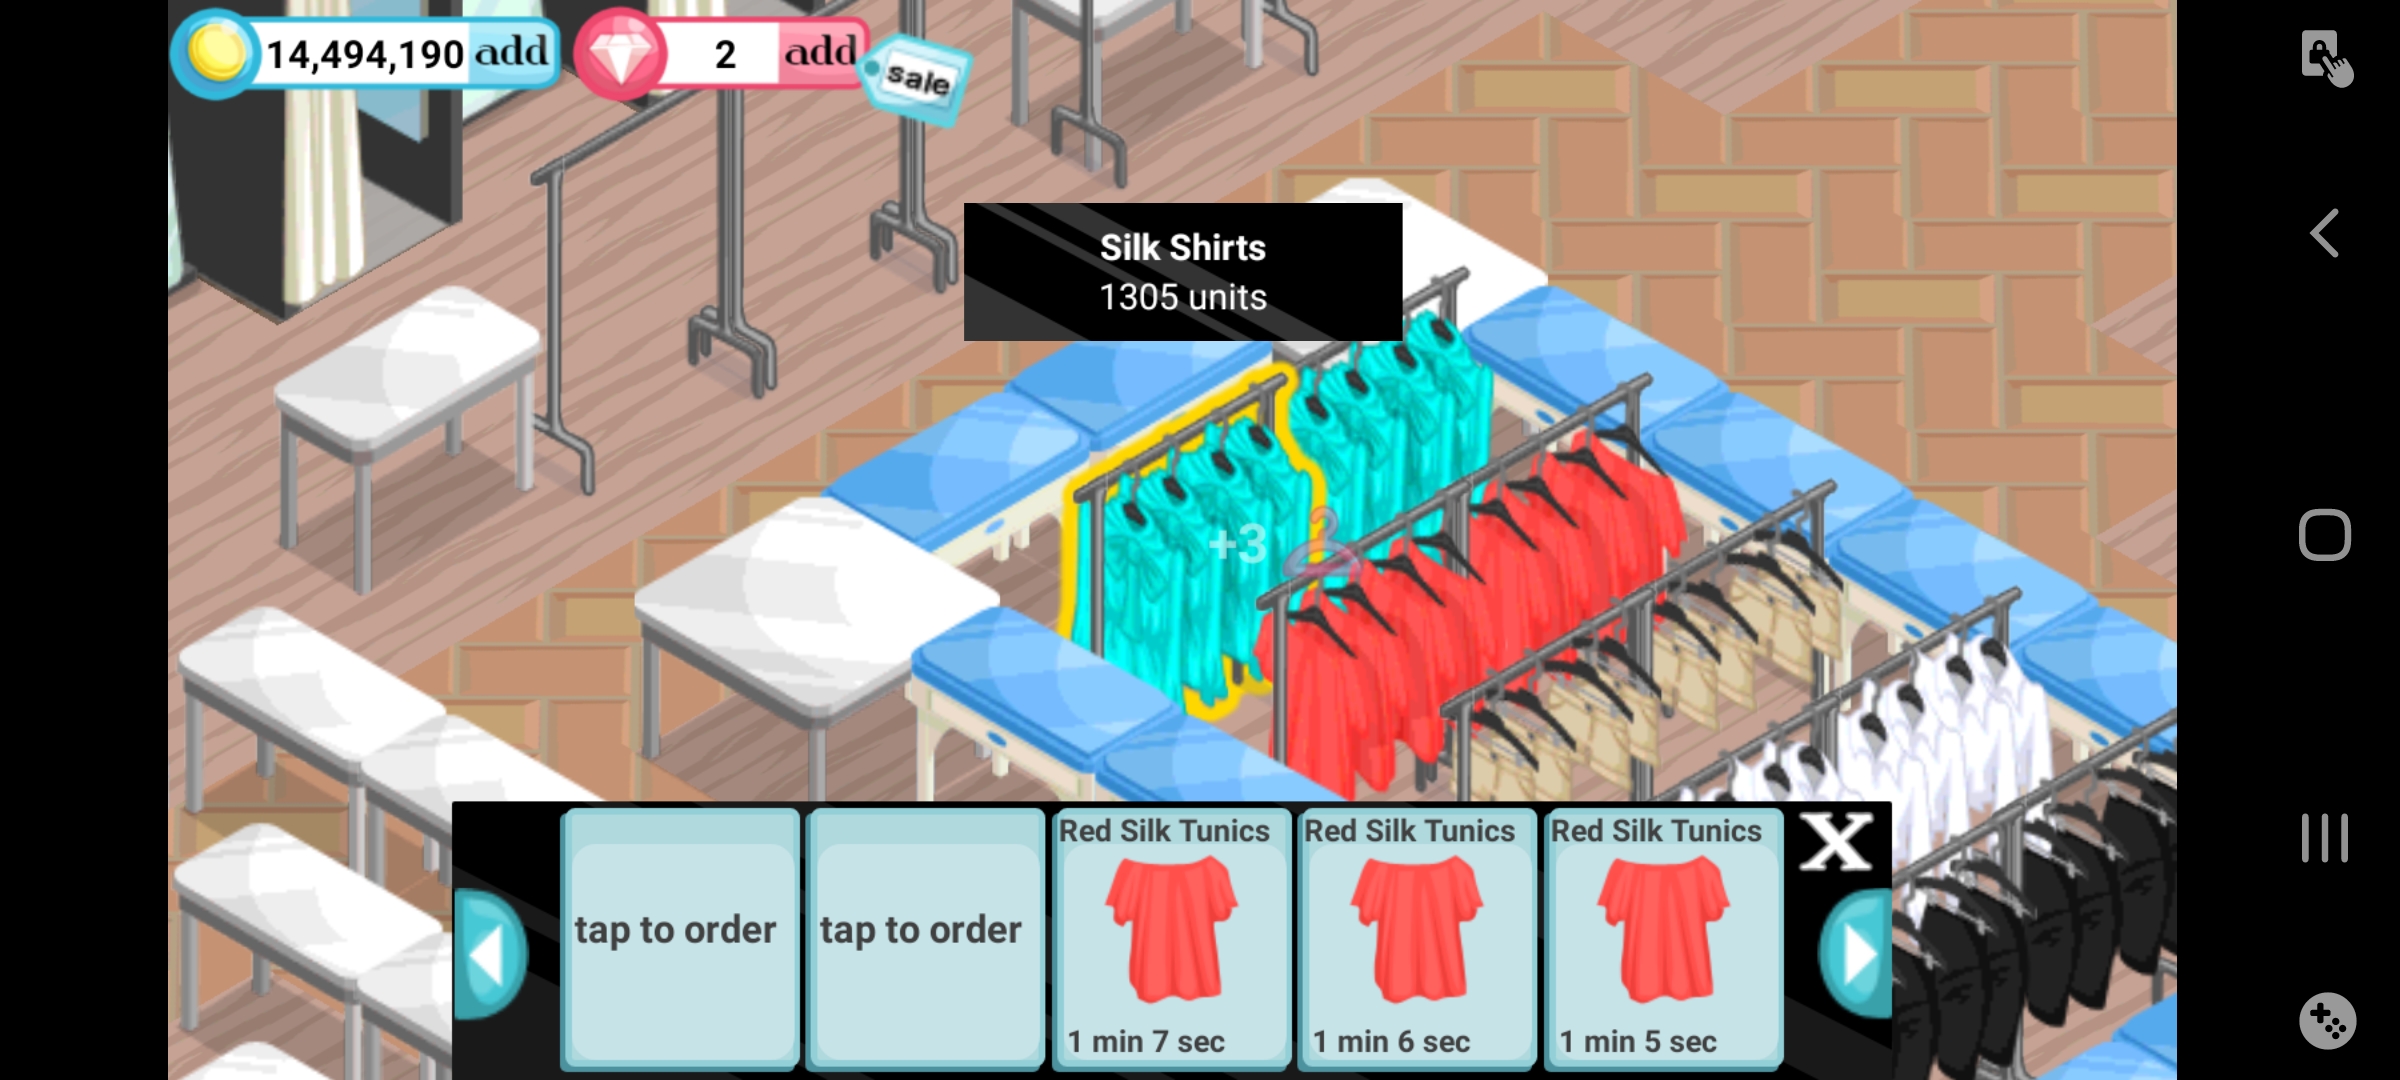 14,494,190 add
2 add
sale
Silk Shirts
1305 units
+3
tap to order
tap to order
Red Silk Tunics
1 min 7 sec
Red Silk Tunics
1 min 6 sec
Red Silk Tunics
1 min 5 sec
X